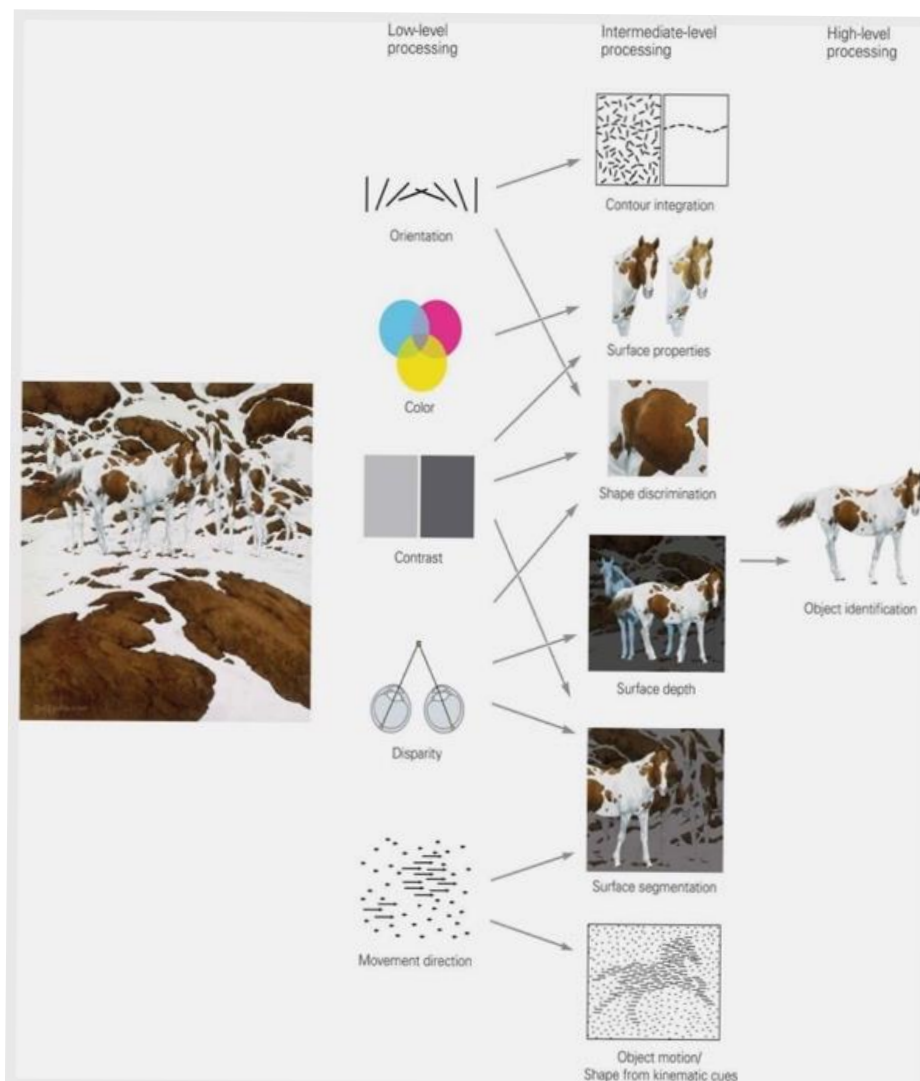 Low-level
processing
Intermediate-level
processing
High-level
processing
Orientation
Contour integration
Color
Surface properties
Contrast
Shape discrimination
Object identification
Disparity
Surface depth
Surface segmentation
Movement direction
Object motion/
Shape from kinematic cues